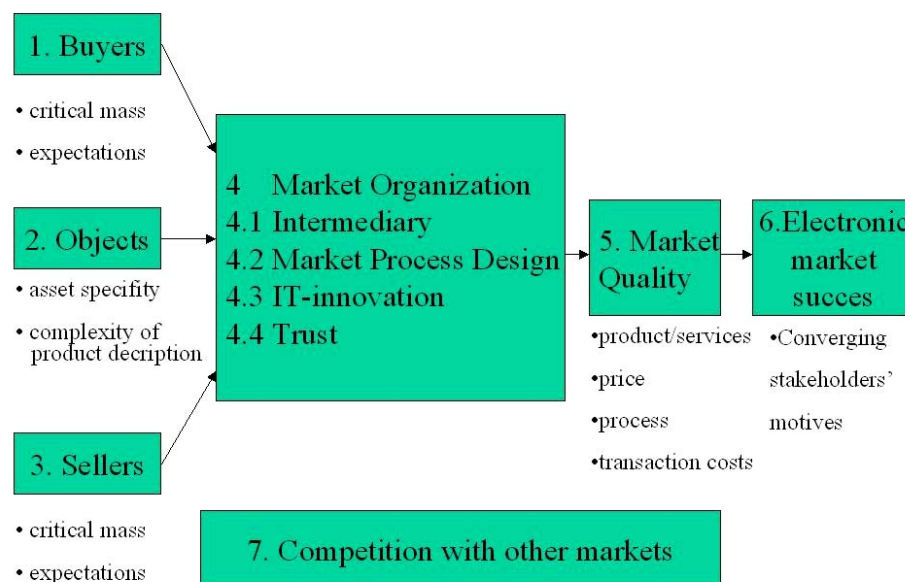 1. Buyers
• critical mass
• expectations
2. Objects
• asset specifity
• complexity of
product decription
3. Sellers
• critical mass
• expectations
4 Market Organization
4.1 Intermediary
4.2 Market Process Design
4.3 IT-innovation
4.4 Trust
5. Market
Quality
•product/services
•price
•process
•transaction costs
6.Electronic
market
succes
•Converging
stakeholders’
motives
7. Competition with other markets